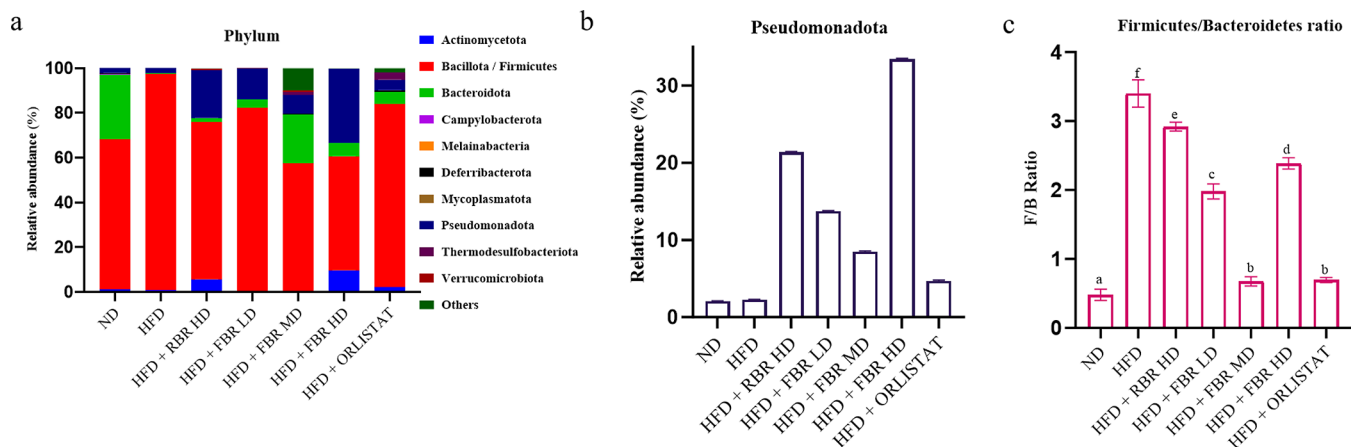 a
Phylum
Relative abundance (%)
100
80
60
40
20
0
ND
HFD
HFD + RBR HD
HFD + FBR LD
HFD + FBR MD
HFD + FBR HD
HFD + ORLISTAT
Actinomycetota
Bacillota / Firmicutes
Bacteroidota
Campylobacterota
Melainabacteria
Deferribacterota
Mycoplasmatota
Pseudomonadota
Thermodesulfobacteriota
Verrucomicrobiota
Others
b
Pseudomonadota
Relative abundance (%)
30
20
10
0
ND
HFD
HFD + RBR HD
HFD + FBR LD
HFD + FBR MD
HFD + FBR HD
HFD + ORLISTAT
c
Firmicutes/Bacteroidetes ratio
F/B Ratio
4
3
2
1
0
a
f
e
c
b
d
b
ND
HFD
HFD + RBR HD
HFD + FBR LD
HFD + FBR MD
HFD + FBR HD
HFD + ORLISTAT